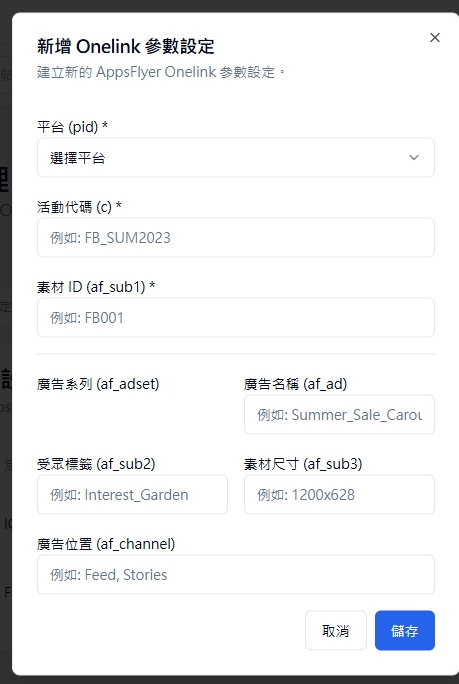 新增 Onelink 參數設定
建立新的 AppsFlyer Onelink 參數設定。
平台 (pid) *
選擇平台
活動代碼 (c) *
例如: FB_SUM2023
素材 ID (af_sub1) *
例如: FB001
廣告系列 (af_adset)
廣告名稱 (af_ad)
例如: Summer_Sale_Carou
受眾標籤 (af_sub2)
素材尺寸 (af_sub3)
例如: Interest_Garden
例如: 1200x628
廣告位置 (af_channel)
例如: Feed, Stories
取消
儲存